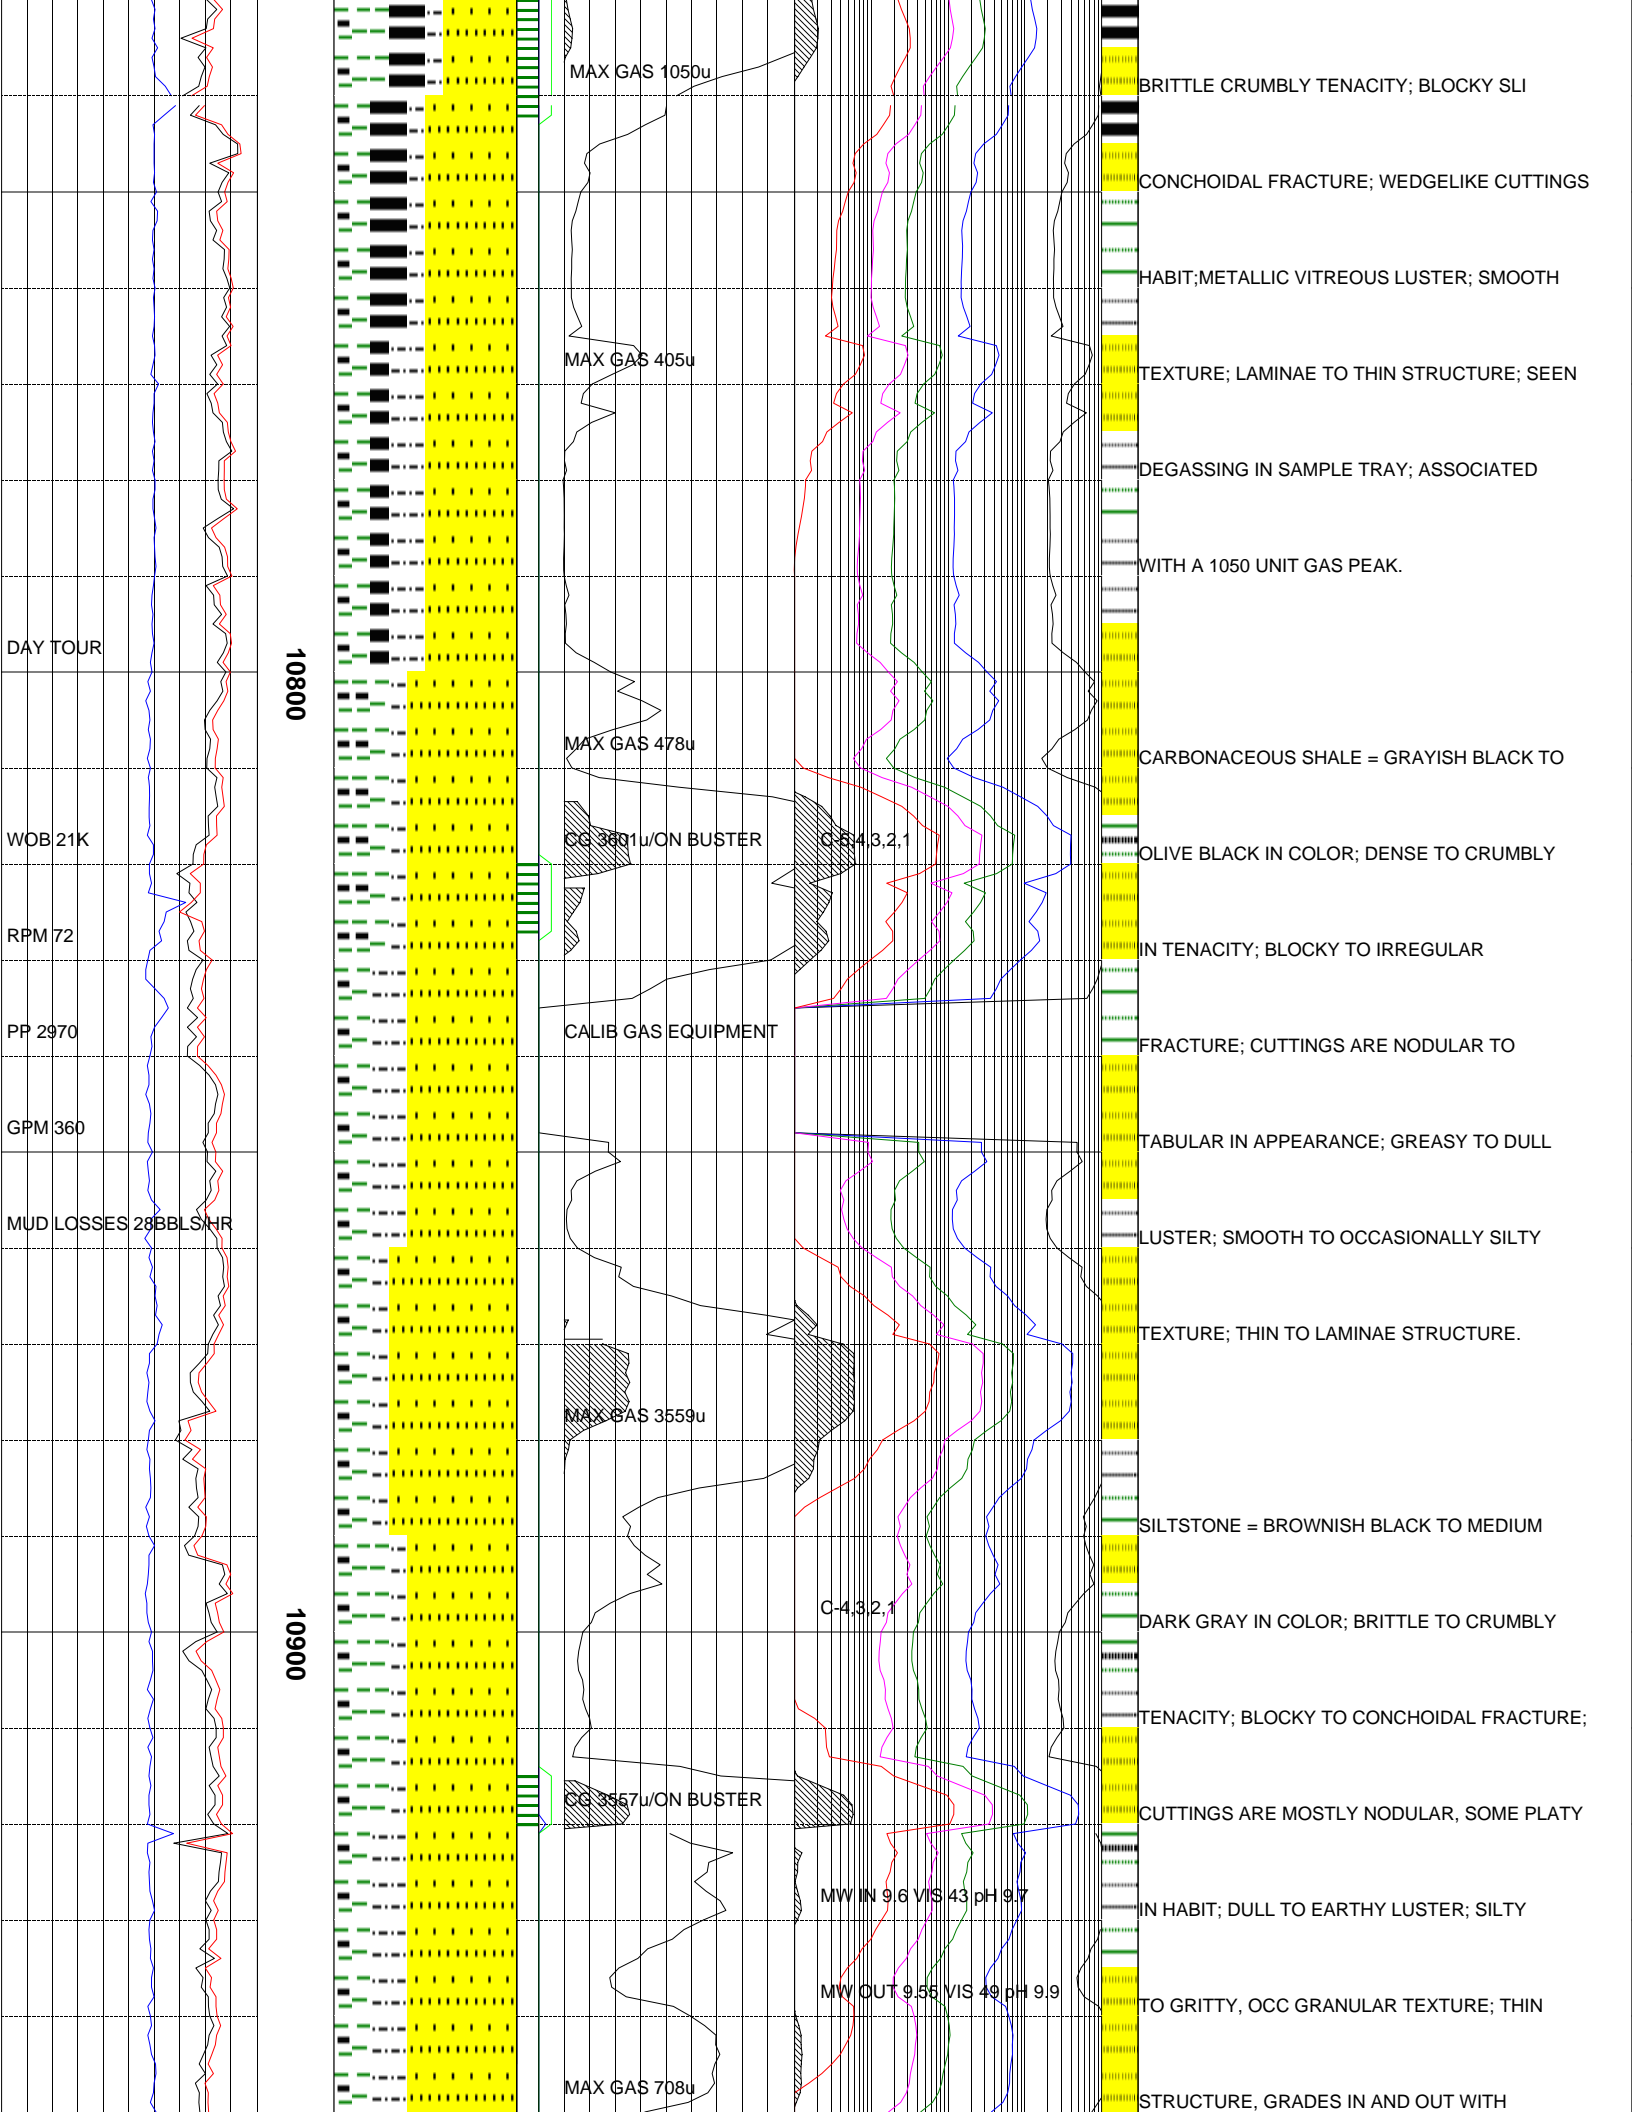 MAX GAS 1050u
BRITTLE CRUMBLY TENACITY; BLOCKY SLI
CONCHOIDAL FRACTURE; WEDGELIKE CUTTINGS
HABIT;METALLIC VITREOUS LUSTER; SMOOTH
MAX GAS 405u
TEXTURE; LAMINAE TO THIN STRUCTURE; SEEN
DEGASSING IN SAMPLE TRAY; ASSOCIATED
WITH A 1050 UNIT GAS PEAK.
DAY TOUR
10800
MAX GAS 478u
CARBONACEOUS SHALE = GRAYISH BLACK TO
WOB 21K
CG 3601u/ON BUSTER
C-5,4,3,2,1
OLIVE BLACK IN COLOR; DENSE TO CRUMBLY
RPM 72
IN TENACITY; BLOCKY TO IRREGULAR
PP 2970
CALIB GAS EQUIPMENT
FRACTURE; CUTTINGS ARE NODULAR TO
GPM 360
TABULAR IN APPEARANCE; GREASY TO DULL
MUD LOSSES 28BBLS/HR
LUSTER; SMOOTH TO OCCASIONALLY SILTY
TEXTURE; THIN TO LAMINAE STRUCTURE.
MAX GAS 3559u
SILTSTONE = BROWNISH BLACK TO MEDIUM
C-4,3,2,1
DARK GRAY IN COLOR; BRITTLE TO CRUMBLY
10900
TENACITY; BLOCKY TO CONCHOIDAL FRACTURE;
CG 3557u/ON BUSTER
CUTTINGS ARE MOSTLY NODULAR, SOME PLATY
MW IN 9.6 VIS 43 pH 9.7
IN HABIT; DULL TO EARTHY LUSTER; SILTY
MW OUT 9.55 VIS 49 pH 9.9
TO GRITTY, OCC GRANULAR TEXTURE; THIN
MAX GAS 708u
STRUCTURE, GRADES IN AND OUT WITH